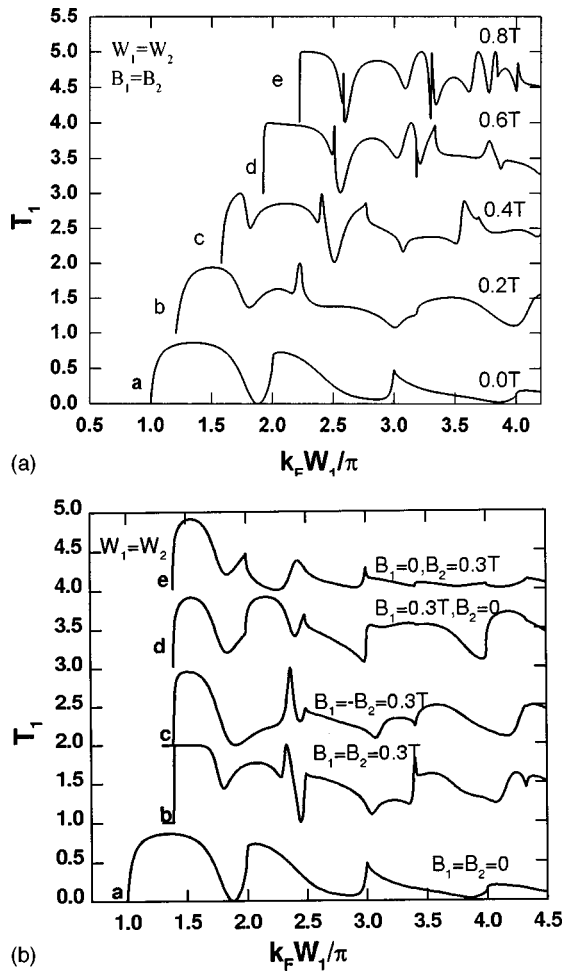 5.5
5.0
4.5
4.0
3.5
3.0
2.5
2.0
1.5
1.0
0.5
0.0
T₁
W₁=W₂
B₁=B₂
e
0.8T
d
0.6T
c
0.4T
b
0.2T
a
0.0T
0.5 1.0 1.5 2.0 2.5 3.0 3.5 4.0
(a)
k_F W₁/π
5.0
4.5
4.0
3.5
3.0
2.5
2.0
1.5
1.0
0.5
0.0
T₁
W₁=W₂
e
B₁=0,B₂=0.3T
d
B₁=0.3T,B₂=0
c
B₁=-B₂=0.3T
b
B₁=B₂=0.3T
a
B₁=B₂=0
1.0 1.5 2.0 2.5 3.0 3.5 4.0 4.5
(b)
k_F W₁/π